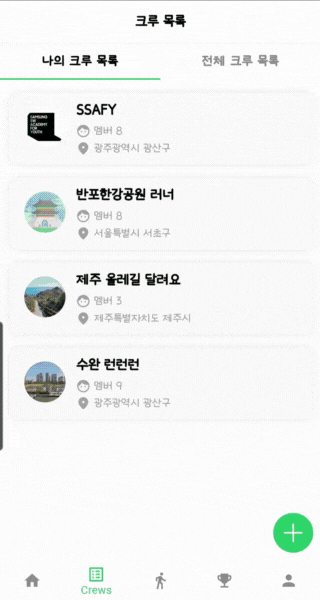 크루 목록
나의 크루 목록
전체 크루 목록
SAMSUNG
SW
ACADEMY
FOR
YOUTH
SSAFY
멤버 8
광주광역시 광산구
반포한강공원 러너
멤버 8
서울특별시 서초구
제주 올레길 달려요
멤버 3
제주특별자치도 제주시
수완 런런런
멤버 9
광주광역시 광산구
Crews